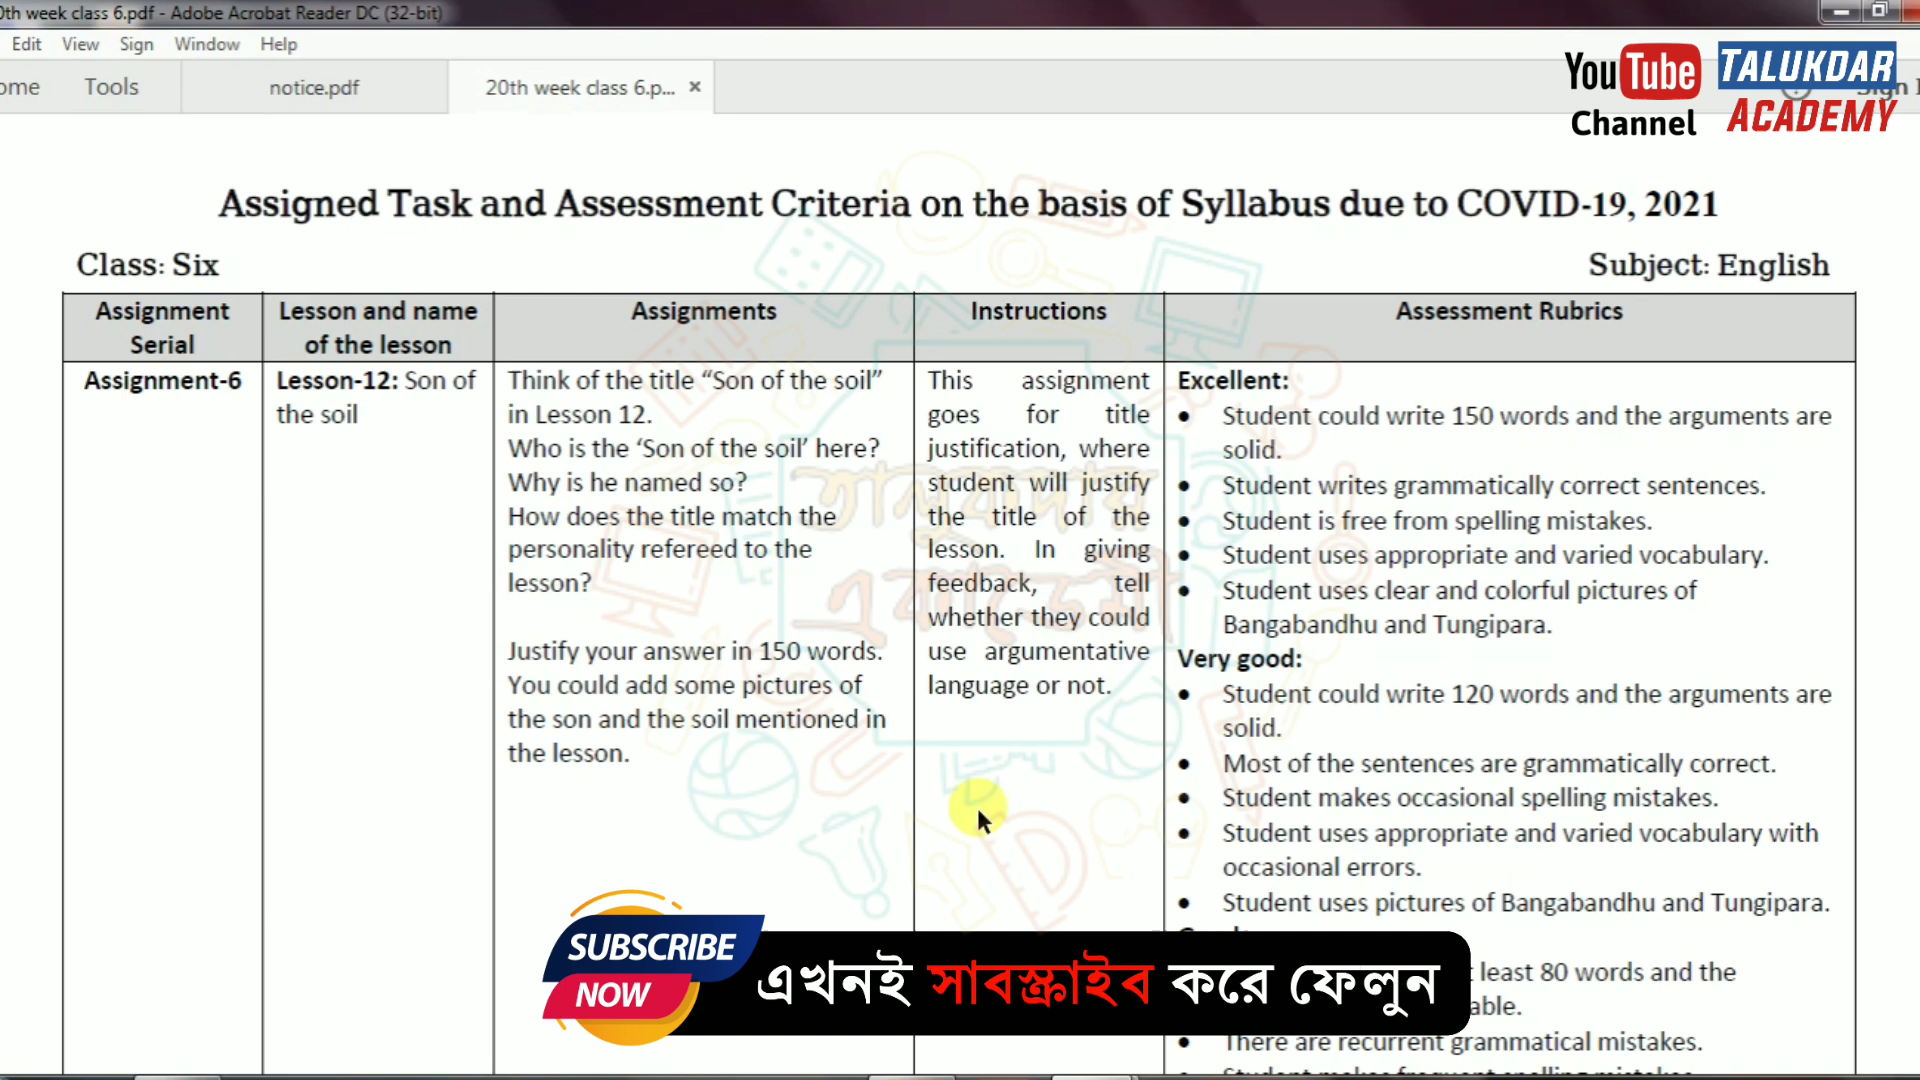 0th week class 6.pdf - Adobe Acrobat Reader DC (32-bit)
Edit View Sign Window Help
ome Tools notice.pdf 20th week class 6.p... ×
YouTube Channel
TALUKDAR ACADEMY
Assigned Task and Assessment Criteria on the basis of Syllabus due to COVID-19, 2021
Class: Six
Subject: English
Assignment Serial
Lesson and name of the lesson
Assignments
Instructions
Assessment Rubrics
Assignment-6
Lesson-12: Son of
the soil
Think of the title “Son of the soil”
in Lesson 12.
Who is the ‘Son of the soil’ here?
Why is he named so?
How does the title match the
personality refereed to the
lesson?
Justify your answer in 150 words.
You could add some pictures of
the son and the soil mentioned in
the lesson.
This assignment
goes for title
justification, where
student will justify
the title of the
lesson. In giving
feedback, tell
whether they could
use argumentative
language or not.
Excellent:
• Student could write 150 words and the arguments are
solid.
• Student writes grammatically correct sentences.
• Student is free from spelling mistakes.
• Student uses appropriate and varied vocabulary.
• Student uses clear and colorful pictures of
Bangabandhu and Tungipara.
Very good:
• Student could write 120 words and the arguments are
solid.
• Most of the sentences are grammatically correct.
• Student makes occasional spelling mistakes.
• Student uses appropriate and varied vocabulary with
occasional errors.
• Student uses pictures of Bangabandhu and Tungipara.
least 80 words and the
able.
• There are recurrent grammatical mistakes.
তালুকদার
একাডেমী
SUBSCRIBE
NOW
এখনই সাবস্ক্রাইব করে ফেলুন